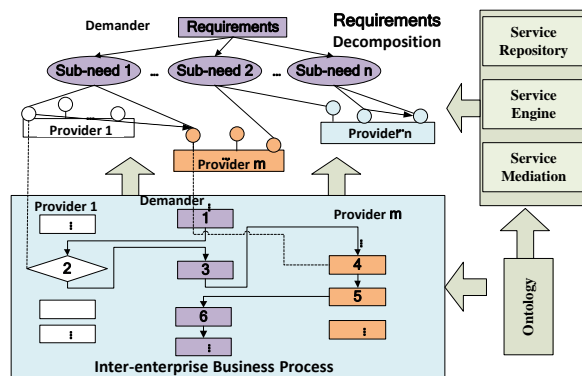 Demander
Requirements
Requirements
Decomposition
Sub-need 1
...
Sub-need 2
...
Sub-need n
Provider 1
...
Provider m
Provider n
Service
Repository
Service
Engine
Service
Mediation
Ontology
Provider 1
Demander
Provider m
1
2
3
4
5
6
Inter-enterprise Business Process